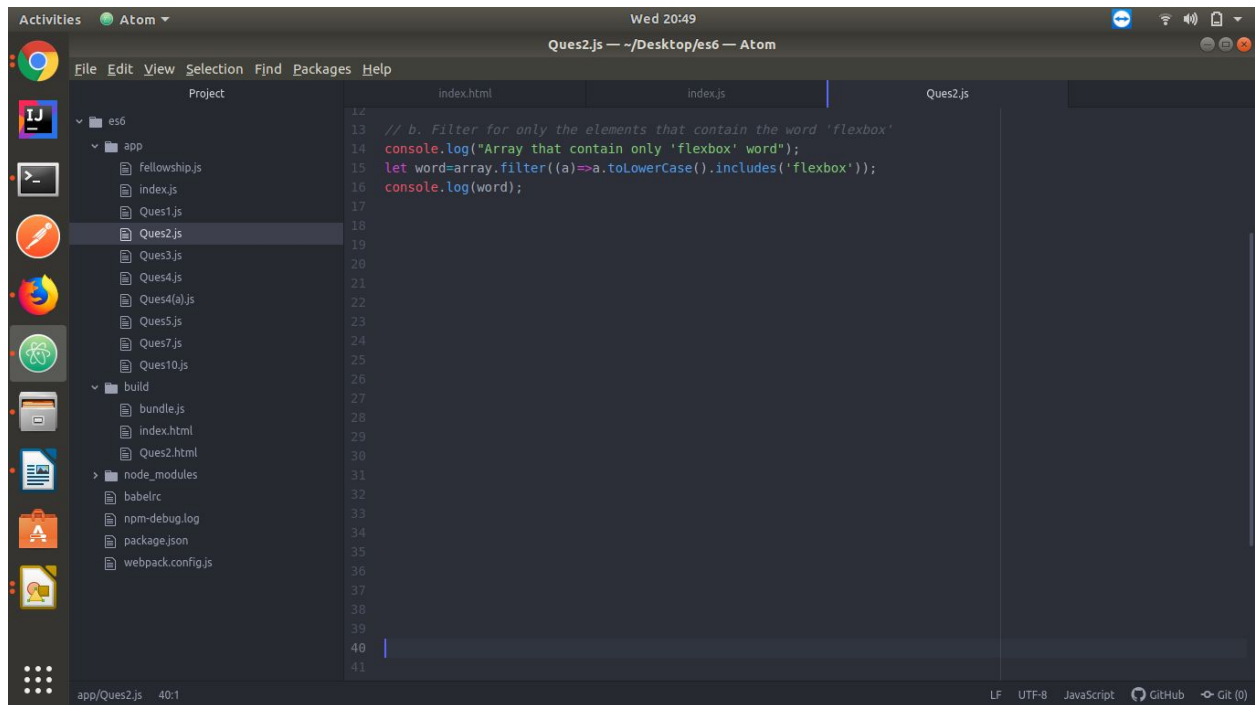 Activities Atom Wed 20:49
Ques2.js — ~/Desktop/es6 — Atom
File Edit View Selection Find Packages Help
Project
es6
app
fellowship.js
index.js
Ques1.js
Ques2.js
Ques3.js
Ques4.js
Ques4(a).js
Ques5.js
Ques7.js
Ques10.js
build
bundle.js
index.html
Ques2.html
node_modules
babelrc
npm-debug.log
package.json
webpack.config.js
index.html index.js Ques2.js
12
13 // b. Filter for only the elements that contain the word 'flexbox'
14 console.log("Array that contain only 'flexbox' word");
15 let word=array.filter((a)=>a.toLowerCase().includes('flexbox'));
16 console.log(word);
17
18
19
20
21
22
23
24
25
26
27
28
29
30
31
32
33
34
35
36
37
38
39
40
41
app/Ques2.js 40:1 LF UTF-8 JavaScript GitHub Git (0)
IJ
>_
A